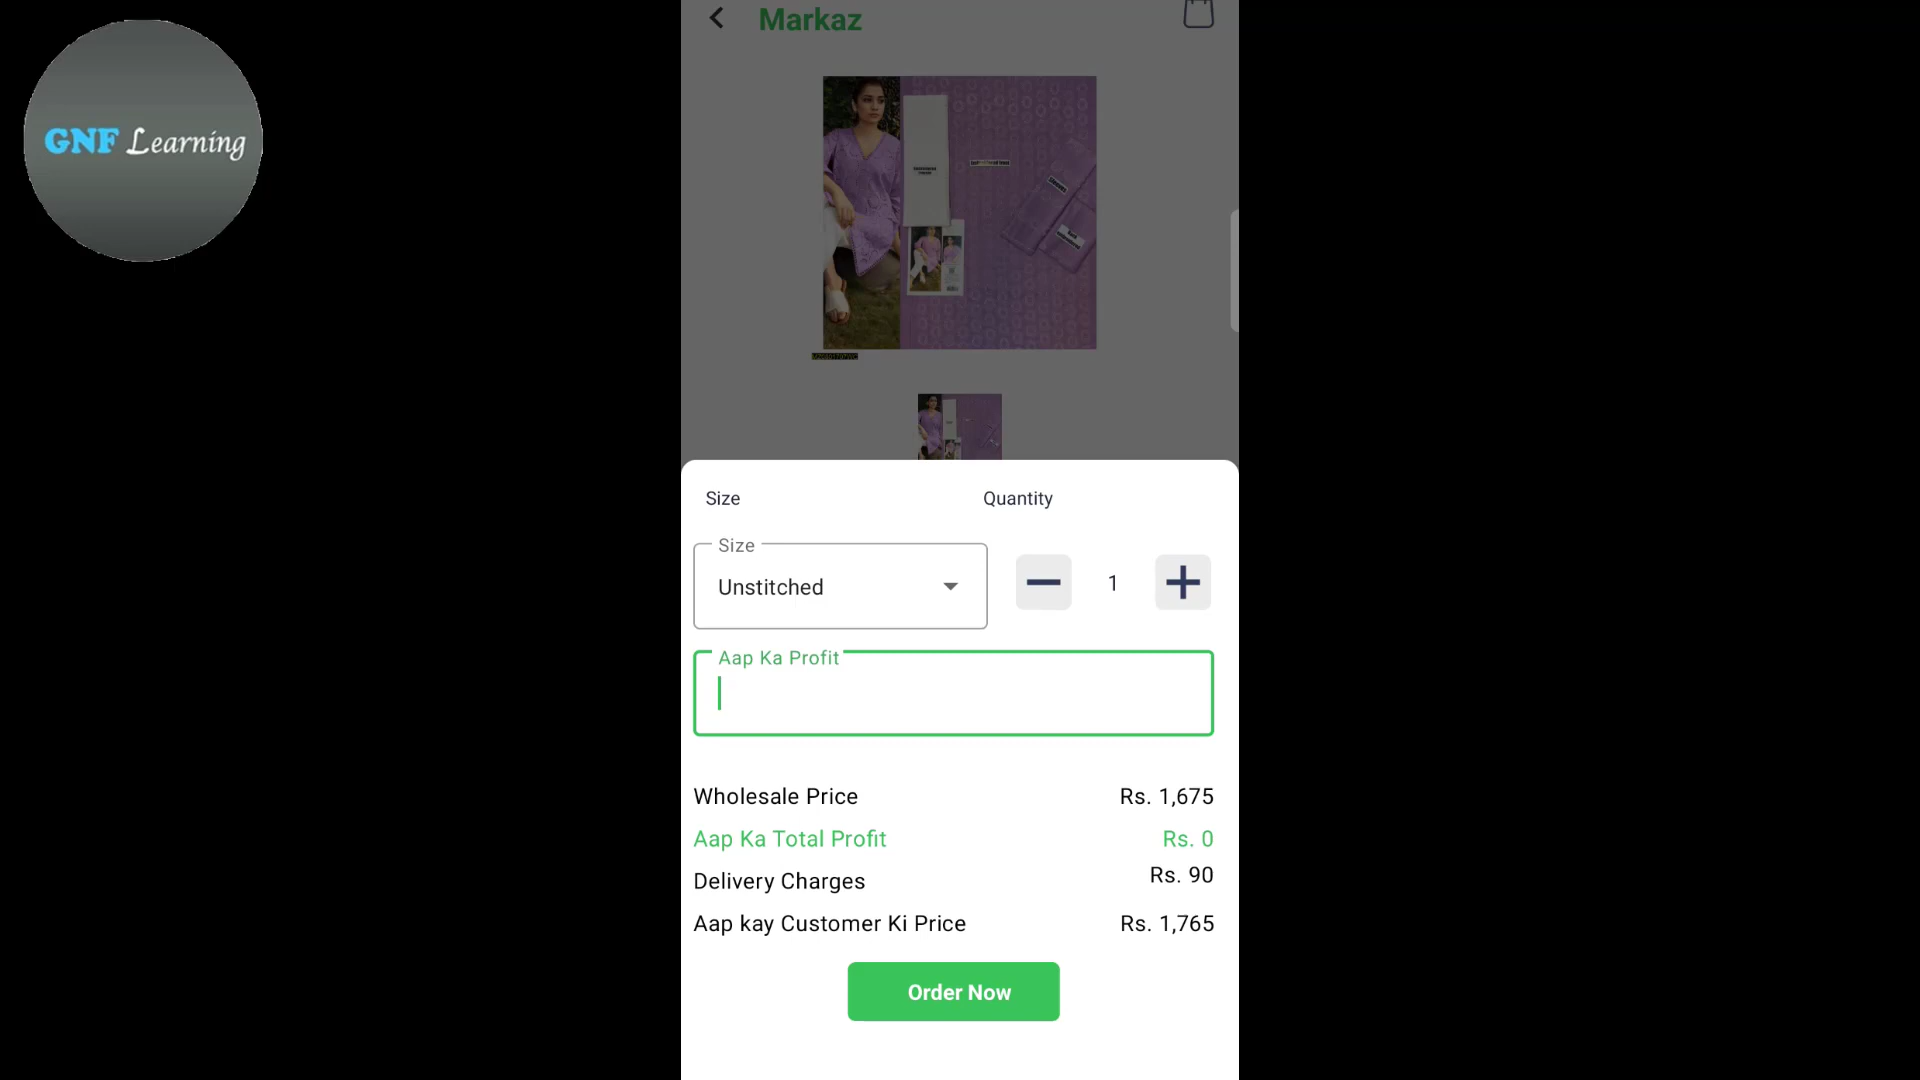 GNF Learning
Markaz
Size
Quantity
Size
Unstitched
1
Aap Ka Profit
Wholesale Price
Rs. 1,675
Aap Ka Total Profit
Rs. 0
Delivery Charges
Rs. 90
Aap kay Customer Ki Price
Rs. 1,765
Order Now